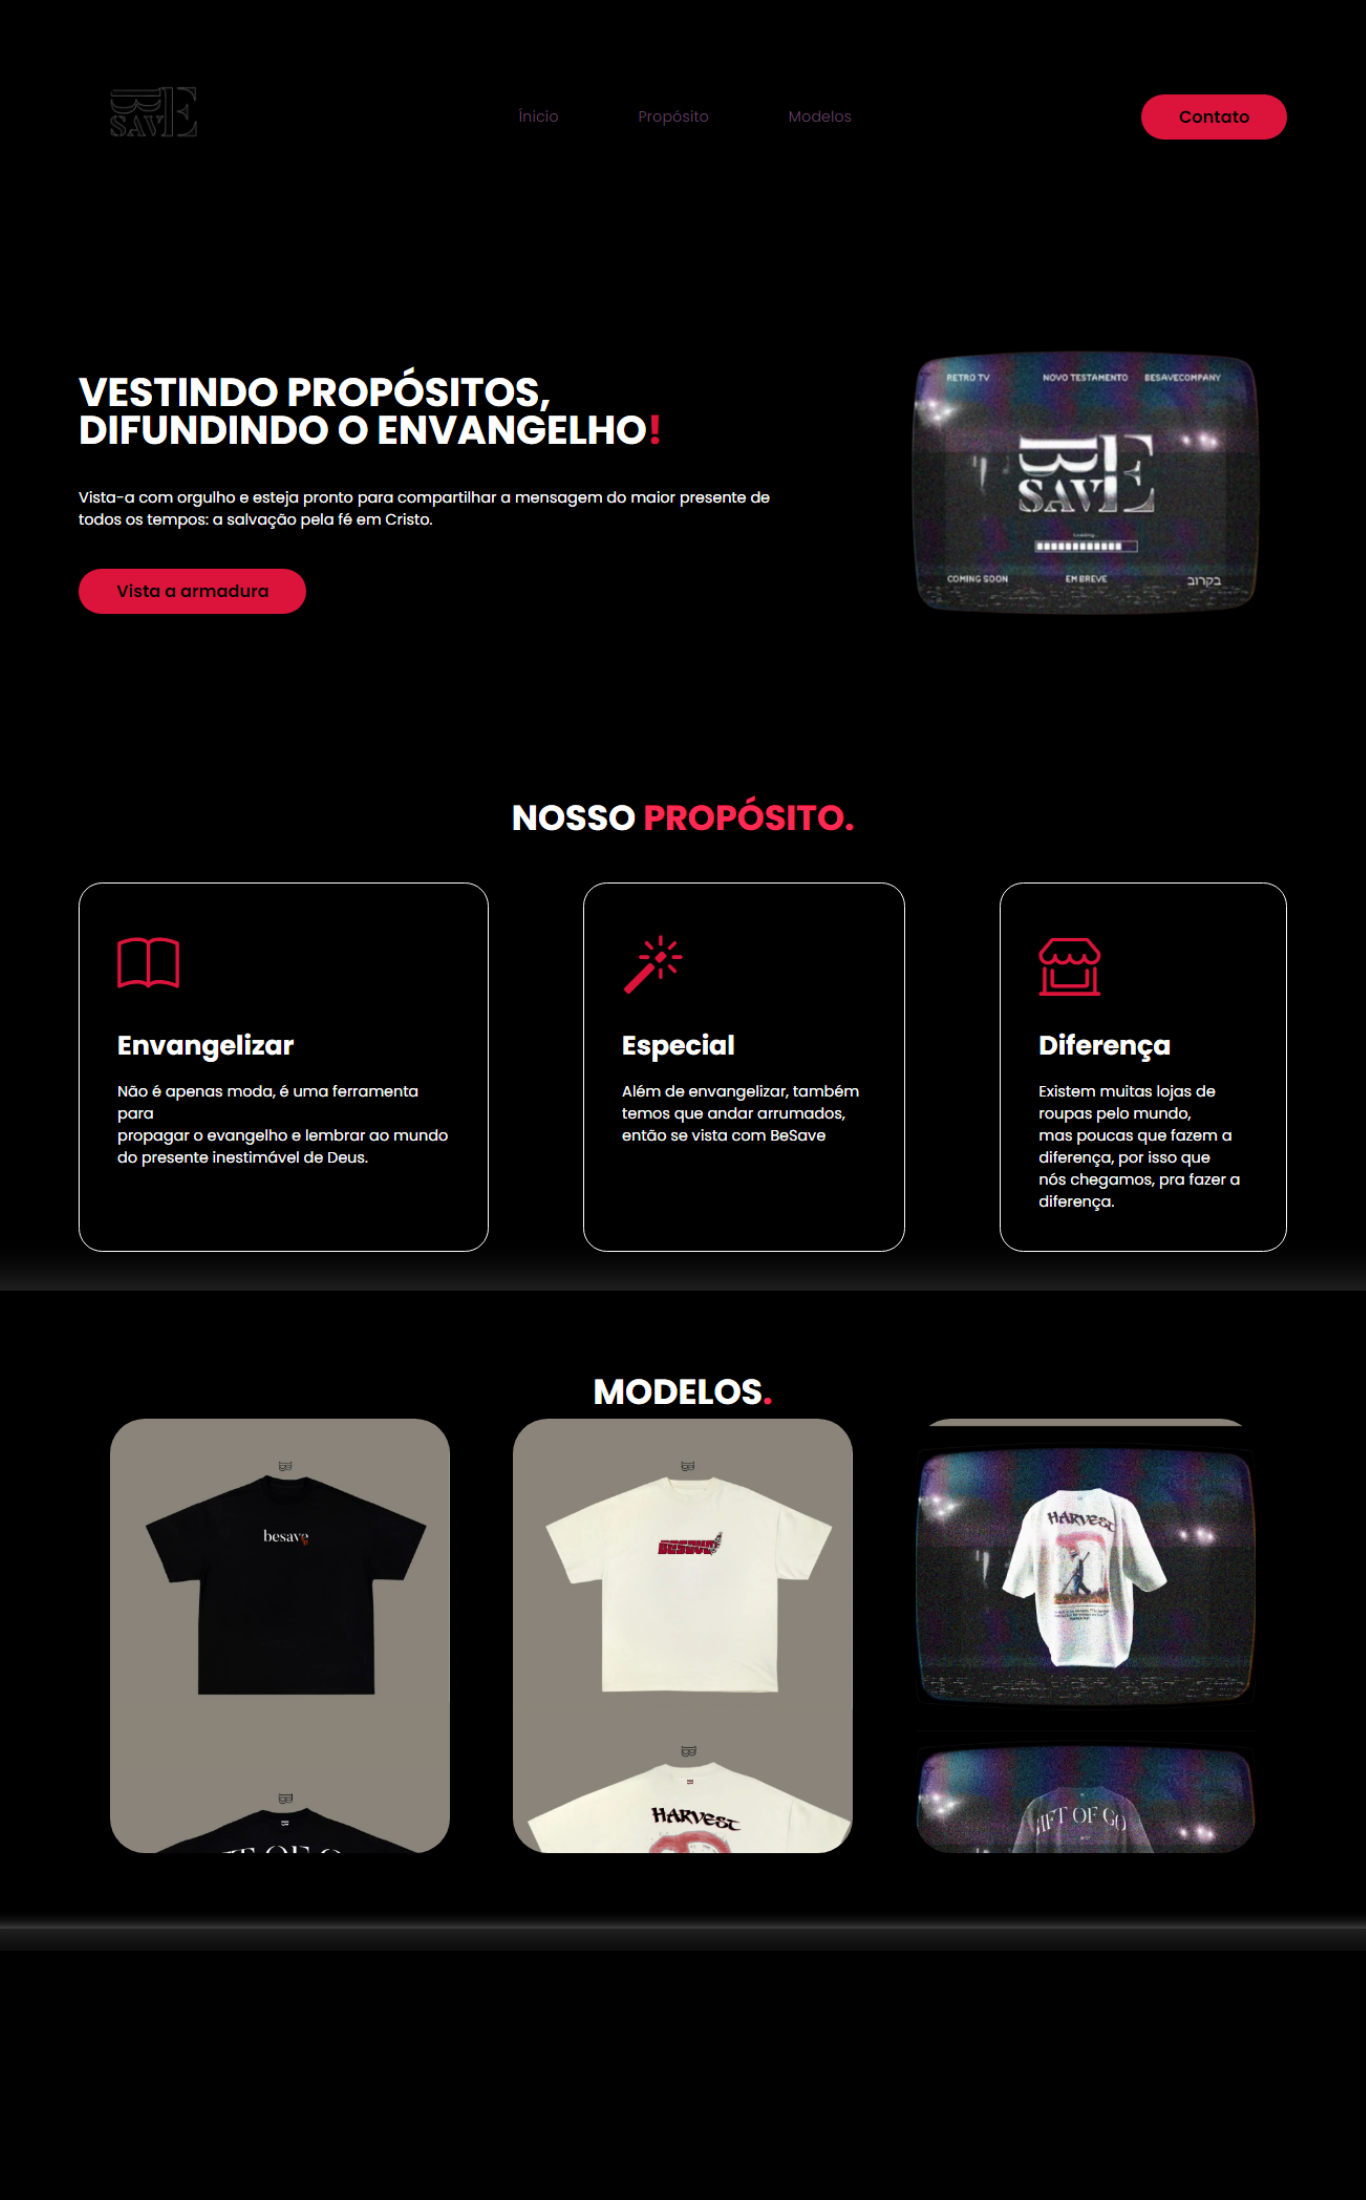 BE
SAVE
Ínicio
Propósito
Modelos
Contato
VESTINDO PROPÓSITOS,
DIFUNDINDO O ENVANGELHO!
Vista-a com orgulho e esteja pronto para compartilhar a mensagem do maior presente de
todos os tempos: a salvação pela fé em Cristo.
Vista a armadura
RETRO TV
NOVO TESTAMENTO
BESAVECOMPANY
BE
SAVE
Loading...
COMING SOON
EM BREVE
בקרוב
NOSSO PROPÓSITO.
Envangelizar
Não é apenas moda, é uma ferramenta
para
propagar o evangelho e lembrar ao mundo
do presente inestimável de Deus.
Especial
Além de envangelizar, também
temos que andar arrumados,
então se vista com BeSave
Diferença
Existem muitas lojas de
roupas pelo mundo,
mas poucas que fazem a
diferença, por isso que
nós chegamos, pra fazer a
diferença.
MODELOS.
besave
BESAVE
HARVEST
HARVEST
GIFT OF GO